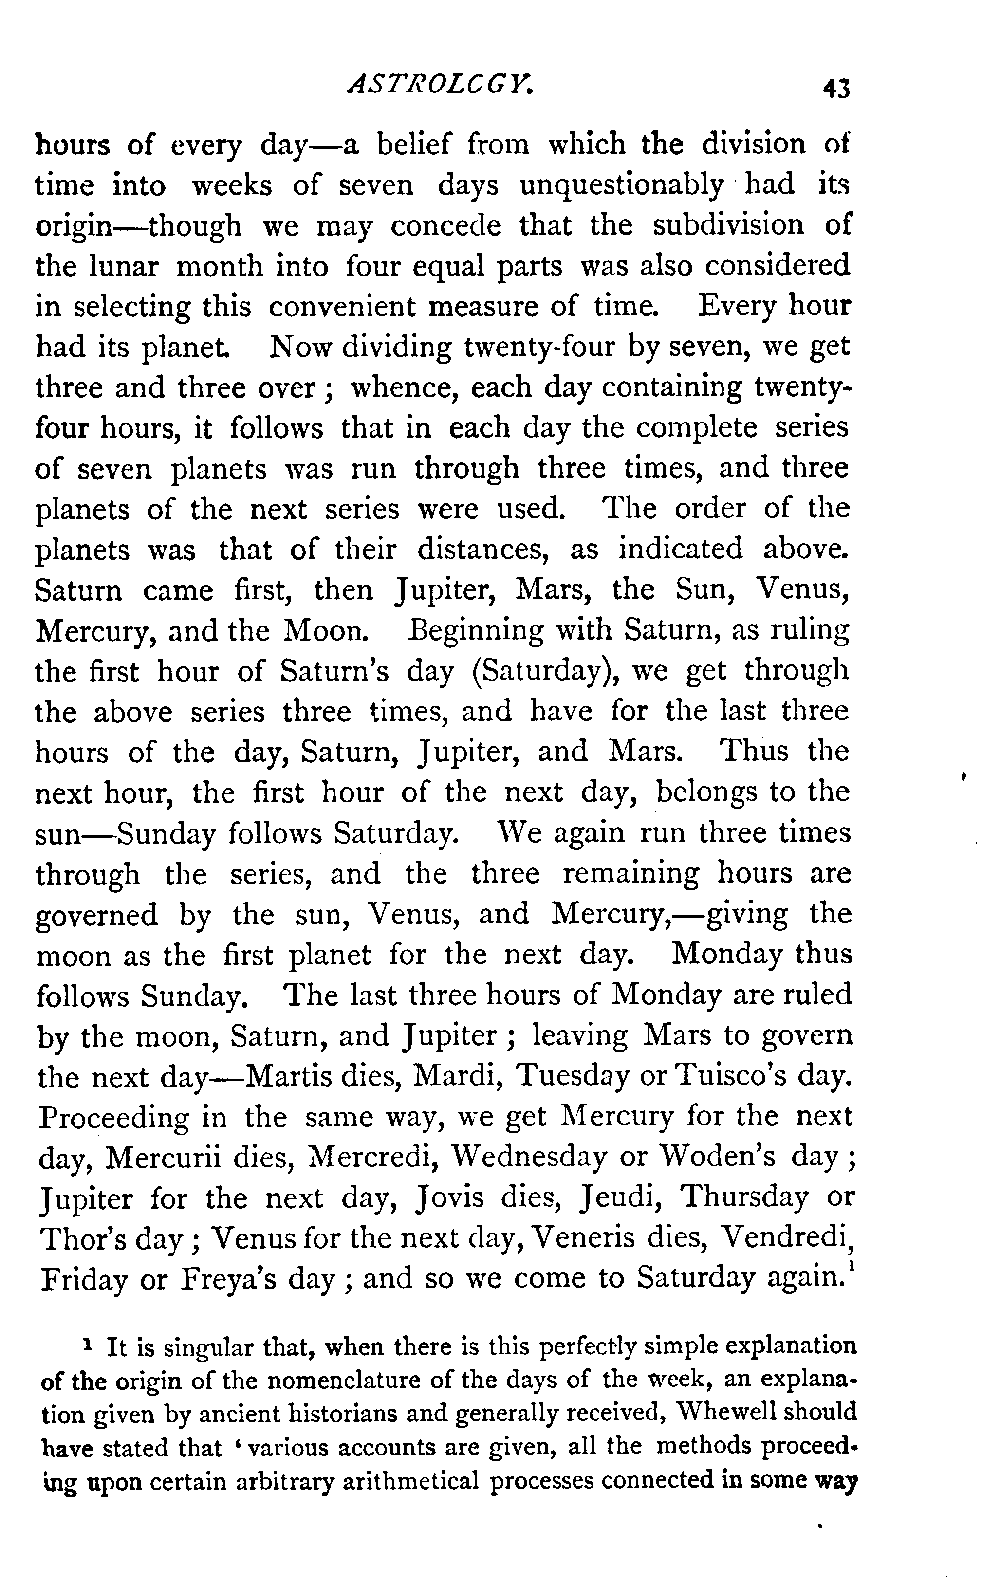 ASTROLOGY. 43
hours of every day—a belief from which the division of
time into weeks of seven days unquestionably had its
origin—though we may concede that the subdivision of
the lunar month into four equal parts was also considered
in selecting this convenient measure of time. Every hour
had its planet. Now dividing twenty-four by seven, we get
three and three over; whence, each day containing twenty-
four hours, it follows that in each day the complete series
of seven planets was run through three times, and three
planets of the next series were used. The order of the
planets was that of their distances, as indicated above.
Saturn came first, then Jupiter, Mars, the Sun, Venus,
Mercury, and the Moon. Beginning with Saturn, as ruling
the first hour of Saturn's day (Saturday), we get through
the above series three times, and have for the last three
hours of the day, Saturn, Jupiter, and Mars. Thus the
next hour, the first hour of the next day, belongs to the
sun—Sunday follows Saturday. We again run three times
through the series, and the three remaining hours are
governed by the sun, Venus, and Mercury,—giving the
moon as the first planet for the next day. Monday thus
follows Sunday. The last three hours of Monday are ruled
by the moon, Saturn, and Jupiter; leaving Mars to govern
the next day—Martis dies, Mardi, Tuesday or Tuisco's day.
Proceeding in the same way, we get Mercury for the next
day, Mercurii dies, Mercredi, Wednesday or Woden's day;
Jupiter for the next day, Jovis dies, Jeudi, Thursday or
Thor's day; Venus for the next day, Veneris dies, Vendredi,
Friday or Freya's day; and so we come to Saturday again.¹
¹ It is singular that, when there is this perfectly simple explanation
of the origin of the nomenclature of the days of the week, an explana-
tion given by ancient historians and generally received, Whewell should
have stated that ‘various accounts are given, all the methods proceed-
ing upon certain arbitrary arithmetical processes connected in some way